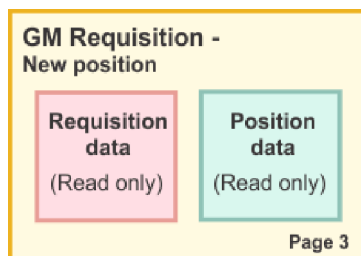 GM Requisition -
New position
Requisition
data
(Read only)
Position
data
(Read only)
Page 3